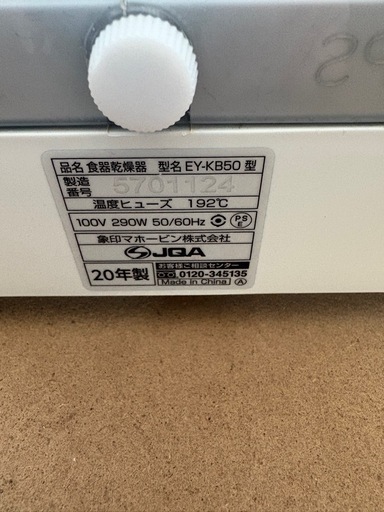 品名 食器乾燥器 型名 EY-KB50 型
製造番号 5701124
温度ヒューズ 192℃
100V 290W 50/60Hz PSE
象印マホービン株式会社
JQA
20年製
お客様ご相談センター
0120-345135
Made in China Ⓐ